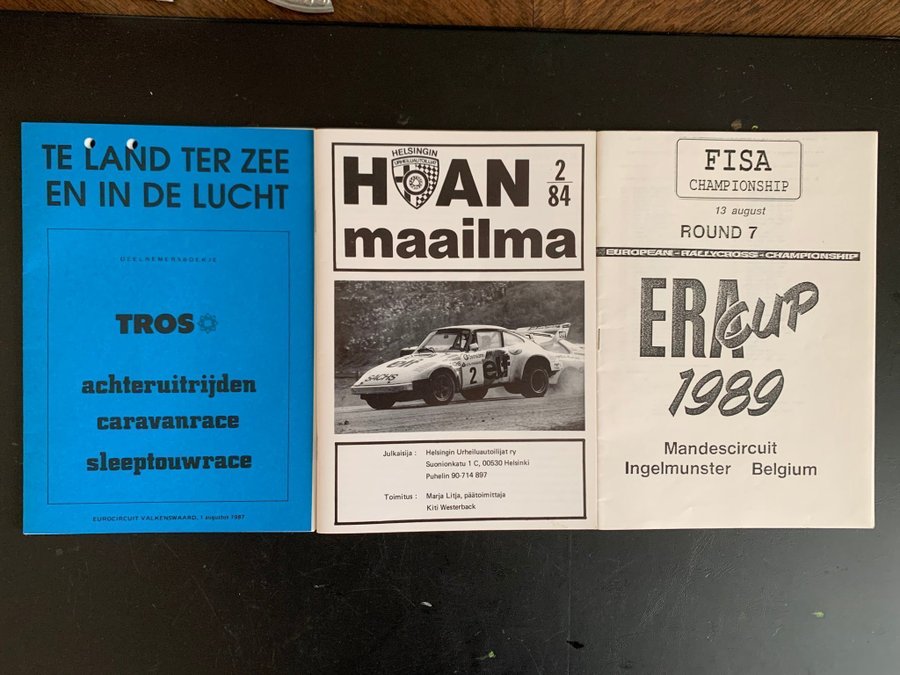 TE LAND TER ZEE
EN IN DE LUCHT
DEELNEMERSBOEKJE
TROS
achteruitrijden
caravanrace
sleeptouwrace
EUROCIRCUIT VALKENSWAARD, 1 augustus 1987
HELSINGIN
URHEILUAUTOILIJAT
HUAN
2
84
maailma
elf
2
elf
SACHS
Julkaisija : Helsingin Urheiluautoilijat ry
Suonionkatu 1 C, 00530 Helsinki
Puhelin 90-714 897
Toimitus : Marja Litja, päätoimittaja
Kiti Westerback
FISA
CHAMPIONSHIP
13 august
ROUND 7
EUROPEAN - RALLYCROSS - CHAMPIONSHIP
ERA CUP
1989
Mandescircuit
Ingelmunster Belgium